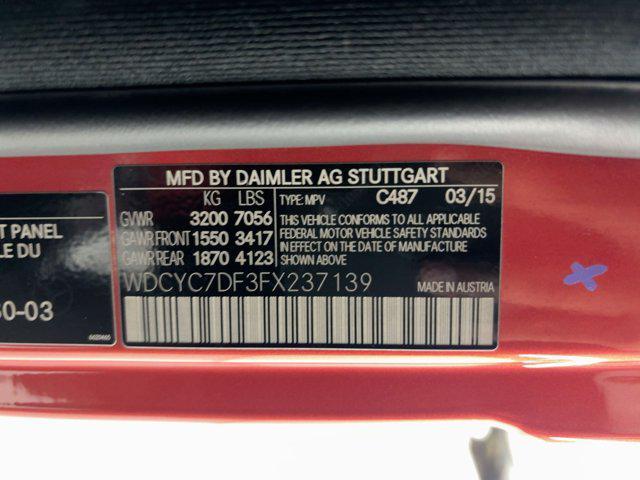 T PANEL
LE DU
30-03
MFD BY DAIMLER AG STUTTGART
KG LBS TYPE: MPV C487 03/15
GVWR 3200 7056
GAWR FRONT 1550 3417
GAWR REAR 1870 4123
THIS VEHICLE CONFORMS TO ALL APPLICABLE
FEDERAL MOTOR VEHICLE SAFETY STANDARDS
IN EFFECT ON THE DATE OF MANUFACTURE
SHOWN ABOVE
WDCYC7DF3FX237139
MADE IN AUSTRIA